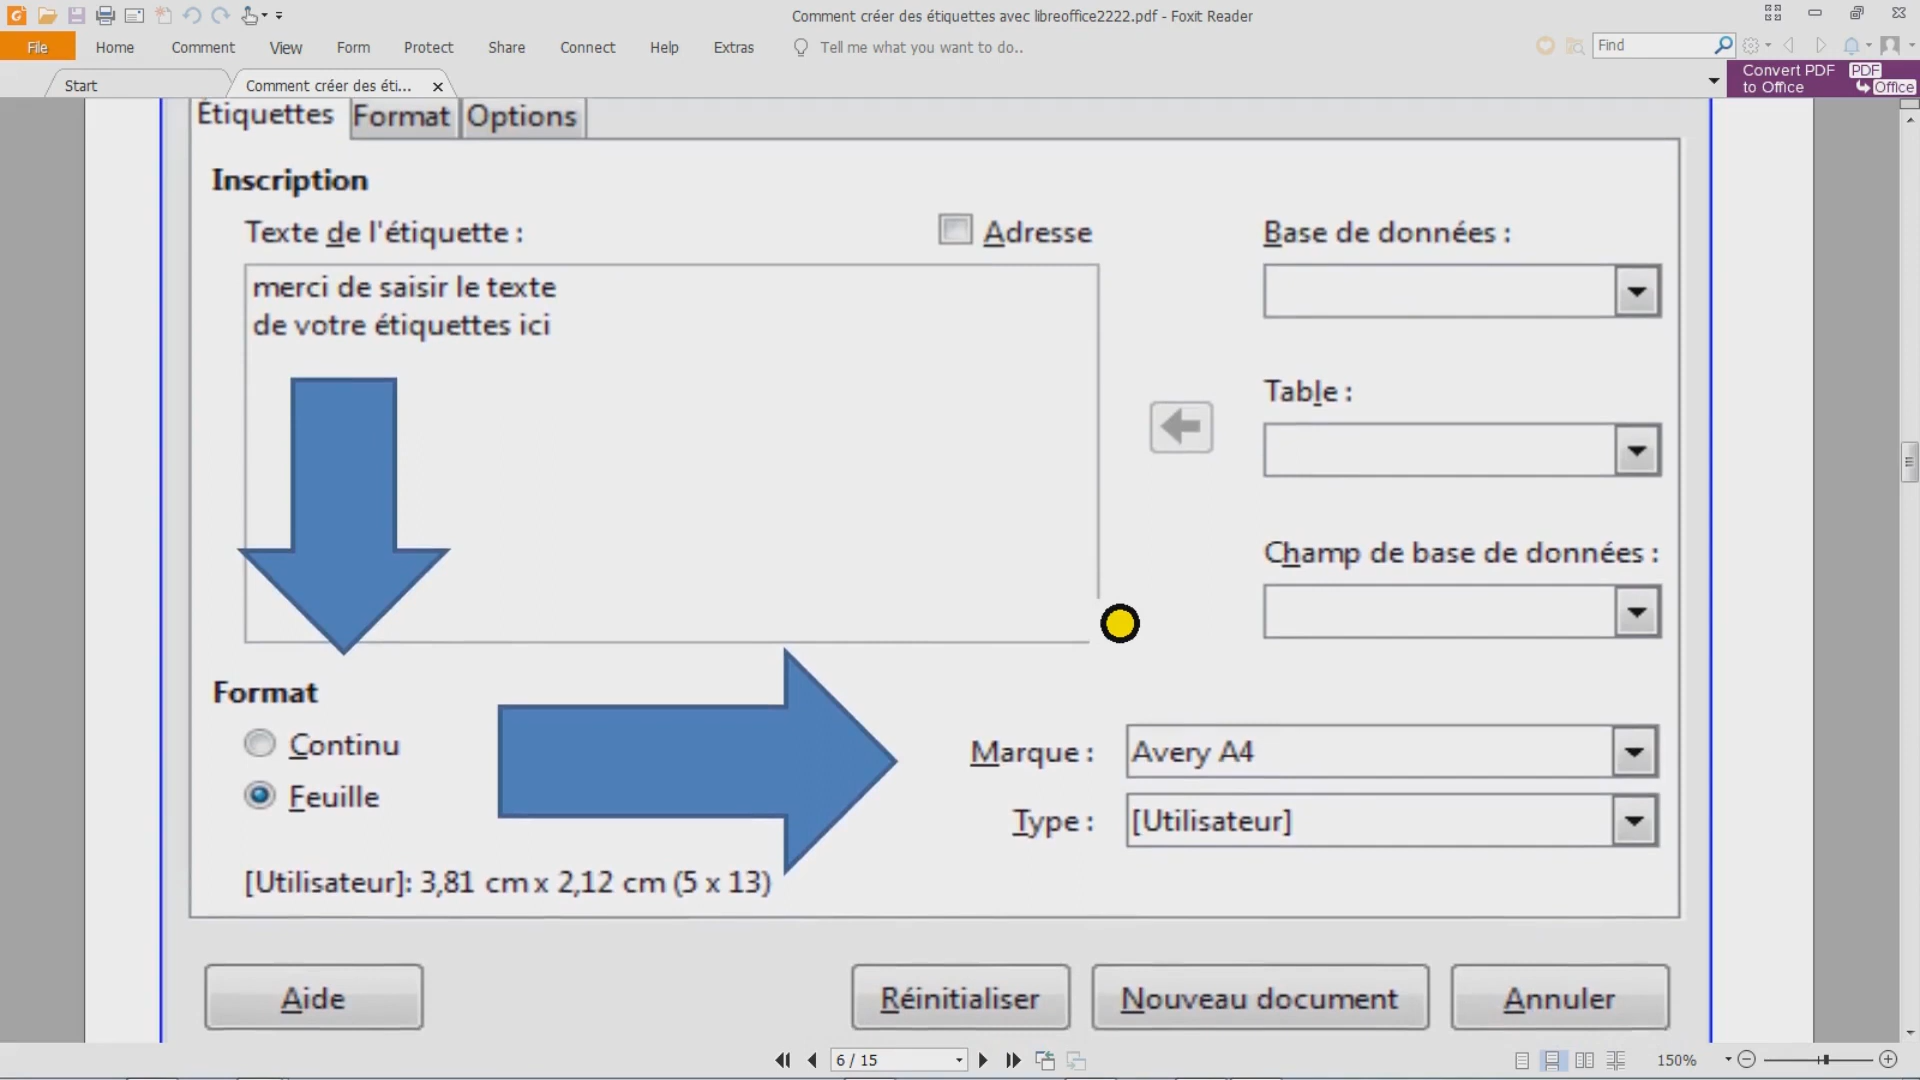 Comment créer des étiquettes avec libreoffice2222.pdf - Foxit Reader
File Home Comment View Form Protect Share Connect Help Extras Tell me what you want to do.. Find
Start Comment créer des éti... Convert PDF to Office PDF Office
Étiquettes Format Options
Inscription
Texte de l'étiquette : Adresse Base de données :
merci de saisir le texte
de votre étiquettes ici
Table :
Champ de base de données :
Format
Continu Marque : Avery A4
Feuille Type : [Utilisateur]
[Utilisateur]: 3,81 cm x 2,12 cm (5 x 13)
Aide Réinitialiser Nouveau document Annuler
6 / 15 150%